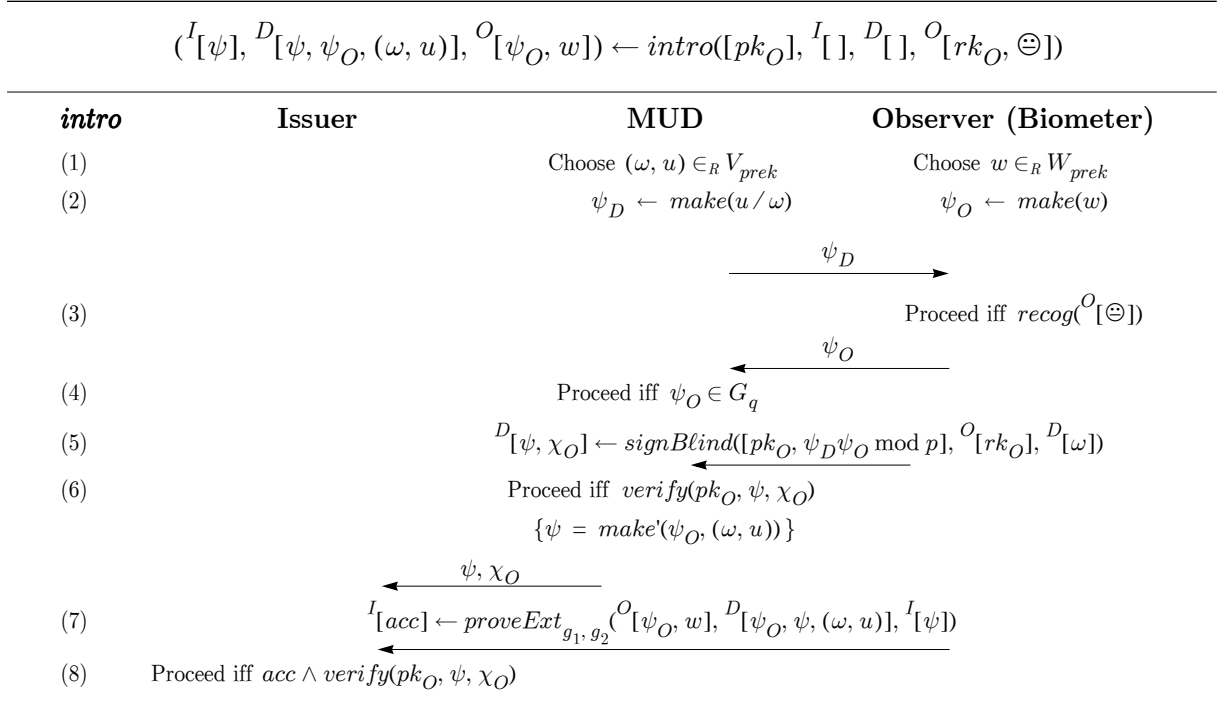 (ᴵ[ψ], ᴰ[ψ, ψ_O, (ω, u)], ᴼ[ψ_O, w]) ← intro([pk_O], ᴵ[ ], ᴰ[ ], ᴼ[rk_O, 😐])
intro Issuer MUD Observer (Biometer)
(1) Choose (ω, u) ∈_R V_prek Choose w ∈_R W_prek
(2) ψ_D ← make(u / ω) ψ_O ← make(w)
ψ_D
(3) Proceed iff recog(ᴼ[😐])
ψ_O
(4) Proceed iff ψ_O ∈ G_q
(5) ᴰ[ψ, χ_O] ← signBlind([pk_O, ψ_Dψ_O mod p], ᴼ[rk_O], ᴰ[ω])
(6) Proceed iff verify(pk_O, ψ, χ_O)
{ψ = make'(ψ_O, (ω, u))}
ψ, χ_O
(7) ᴵ[acc] ← proveExt_g₁, g₂(ᴼ[ψ_O, w], ᴰ[ψ_O, ψ, (ω, u)], ᴵ[ψ])
(8) Proceed iff acc ∧ verify(pk_O, ψ, χ_O)